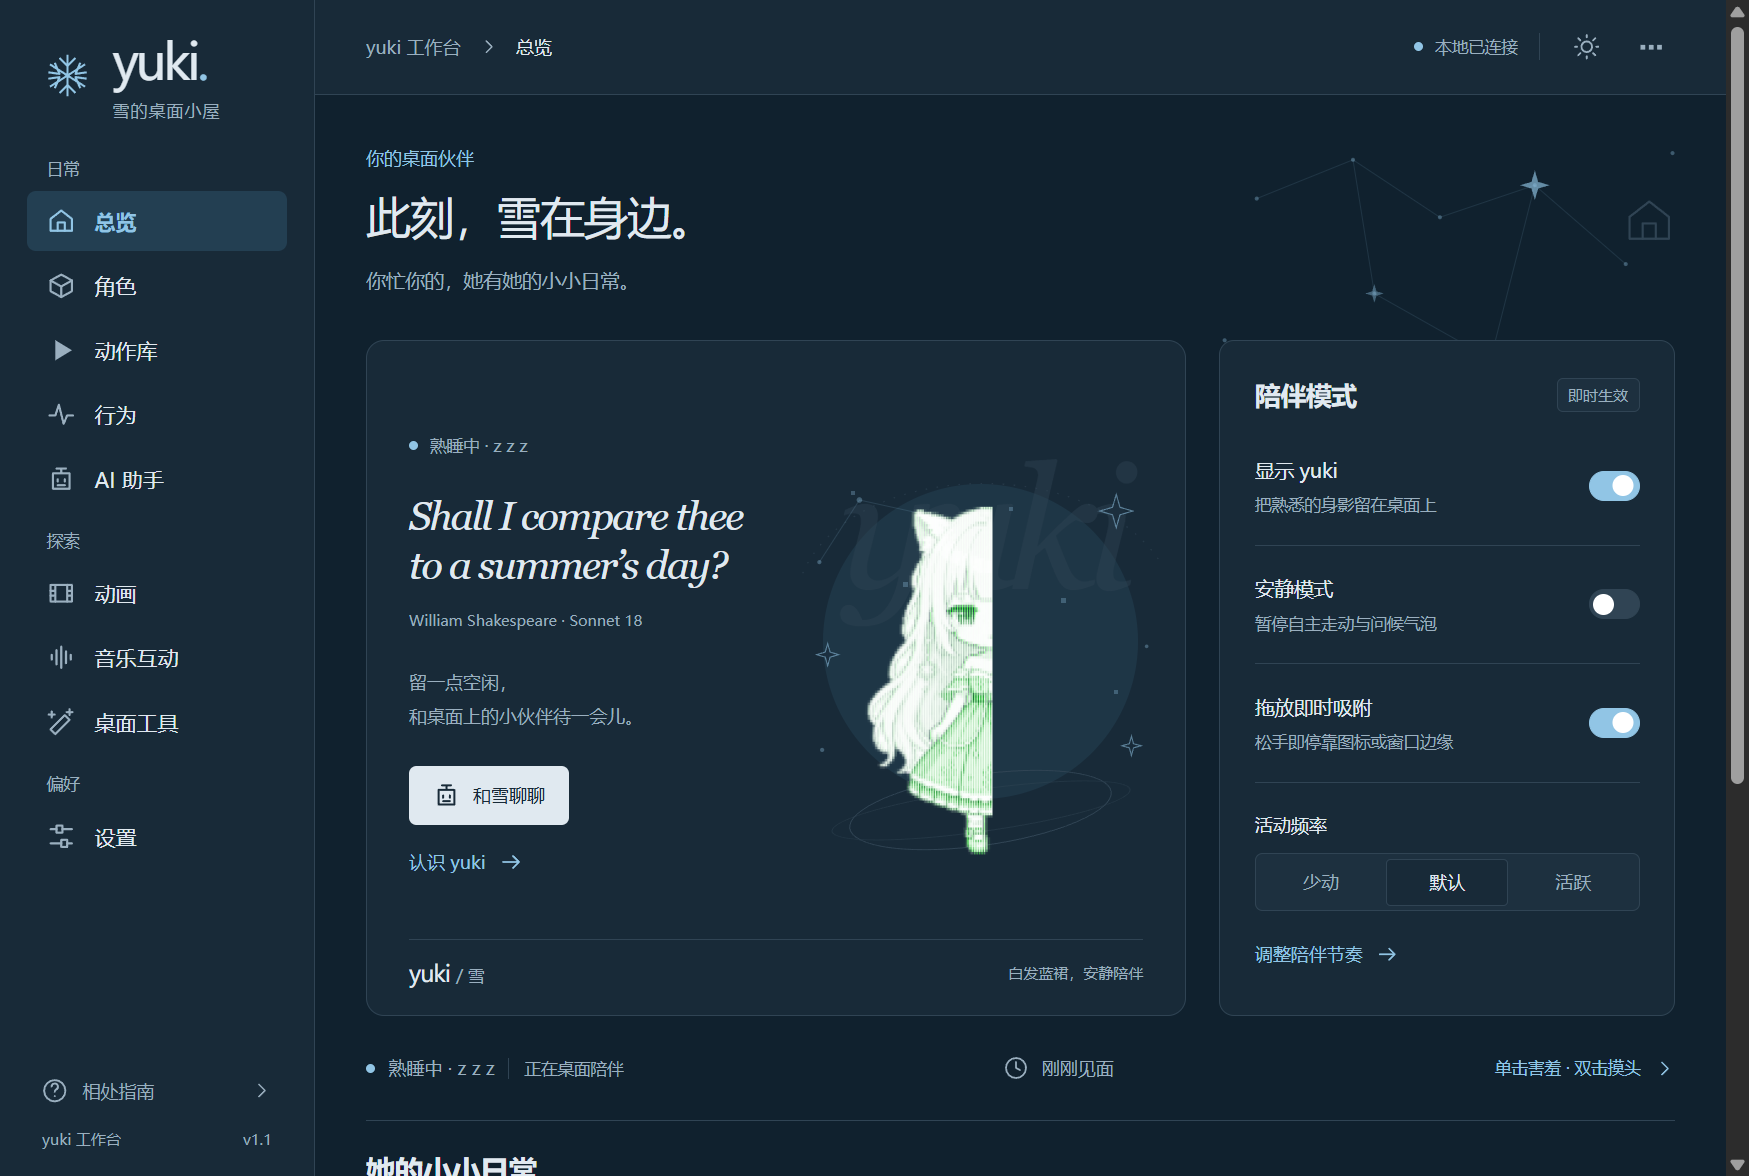 yuki.
雪的桌面小屋
日常
总览
角色
动作库
行为
AI 助手
探索
动画
音乐互动
桌面工具
偏好
设置
相处指南
yuki 工作台
v1.1
yuki 工作台 > 总览
本地已连接
你的桌面伙伴
此刻，雪在身边。
你忙你的，她有她的小小日常。
熟睡中 · z z z
Shall I compare thee
to a summer’s day?
William Shakespeare · Sonnet 18
留一点空闲，
和桌面上的小伙伴待一会儿。
和雪聊聊
认识 yuki
yuki
yuki / 雪
白发蓝裙，安静陪伴
陪伴模式
即时生效
显示 yuki
把熟悉的身影留在桌面上
安静模式
暂停自主走动与问候气泡
拖放即时吸附
松手即停靠图标或窗口边缘
活动频率
少动
默认
活跃
调整陪伴节奏
熟睡中 · z z z
正在桌面陪伴
刚刚见面
单击害羞 · 双击摸头
她的小小日常